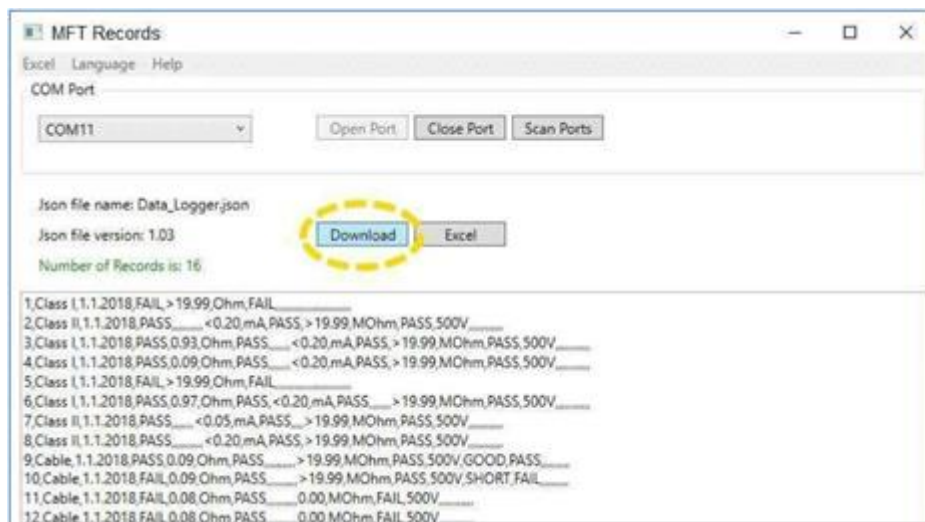 MFT Records
Excel Language Help
COM Port
COM11 Open Port Close Port Scan Ports
Json file name: Data_Logger.json
Json file version: 1.03 Download Excel
Number of Records is: 16
1,Class I,1.1.2018,FAIL,>19.99,Ohm,FAIL,,,,,,,,,,,,,,,
2,Class II,1.1.2018,PASS,,,,,,<0.20,mA,PASS,>19.99,MOhm,PASS,500V,,,,,,
3,Class I,1.1.2018,PASS,0.93,Ohm,PASS,,,,<0.20,mA,PASS,>19.99,MOhm,PASS,500V,,,,,,
4,Class I,1.1.2018,PASS,0.09,Ohm,PASS,,,,<0.20,mA,PASS,>19.99,MOhm,PASS,500V,,,,,,
5,Class I,1.1.2018,FAIL,>19.99,Ohm,FAIL,,,,,,,,,,,,,,,
6,Class I,1.1.2018,PASS,0.97,Ohm,PASS,<0.20,mA,PASS,,,,>19.99,MOhm,PASS,500V,,,,,,
7,Class II,1.1.2018,PASS,,,,<0.05,mA,PASS,,,>19.99,MOhm,PASS,500V,,,,,,
8,Class II,1.1.2018,PASS,,,,,,<0.20,mA,PASS,>19.99,MOhm,PASS,500V,,,,,,
9,Cable,1.1.2018,PASS,0.09,Ohm,PASS,,,,,,>19.99,MOhm,PASS,500V,GOOD,PASS,,,,
10,Cable,1.1.2018,FAIL,0.09,Ohm,PASS,,,,,,>19.99,MOhm,PASS,500V,SHORT,FAIL,,,,
11,Cable,1.1.2018,FAIL,0.08,Ohm,PASS,,,,,,0.00,MOhm,FAIL,500V,,,,,,
12,Cable,1.1.2018,FAIL,0.08,Ohm,PASS,,,,,,0.00,MOhm,FAIL,500V,,,,,,